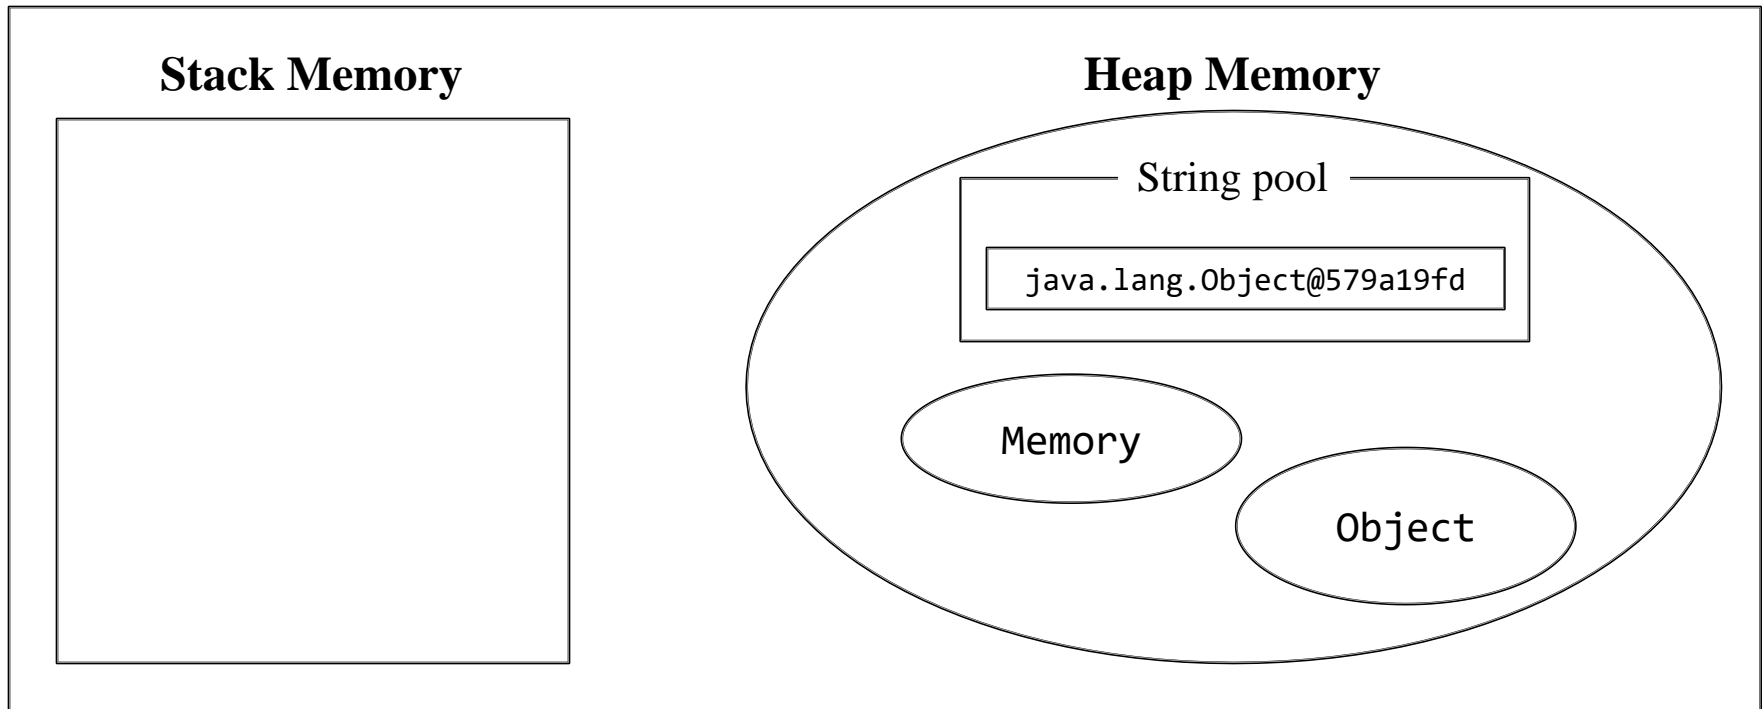 Stack Memory
Heap Memory
String pool
java.lang.Object@579a19fd
Memory
Object